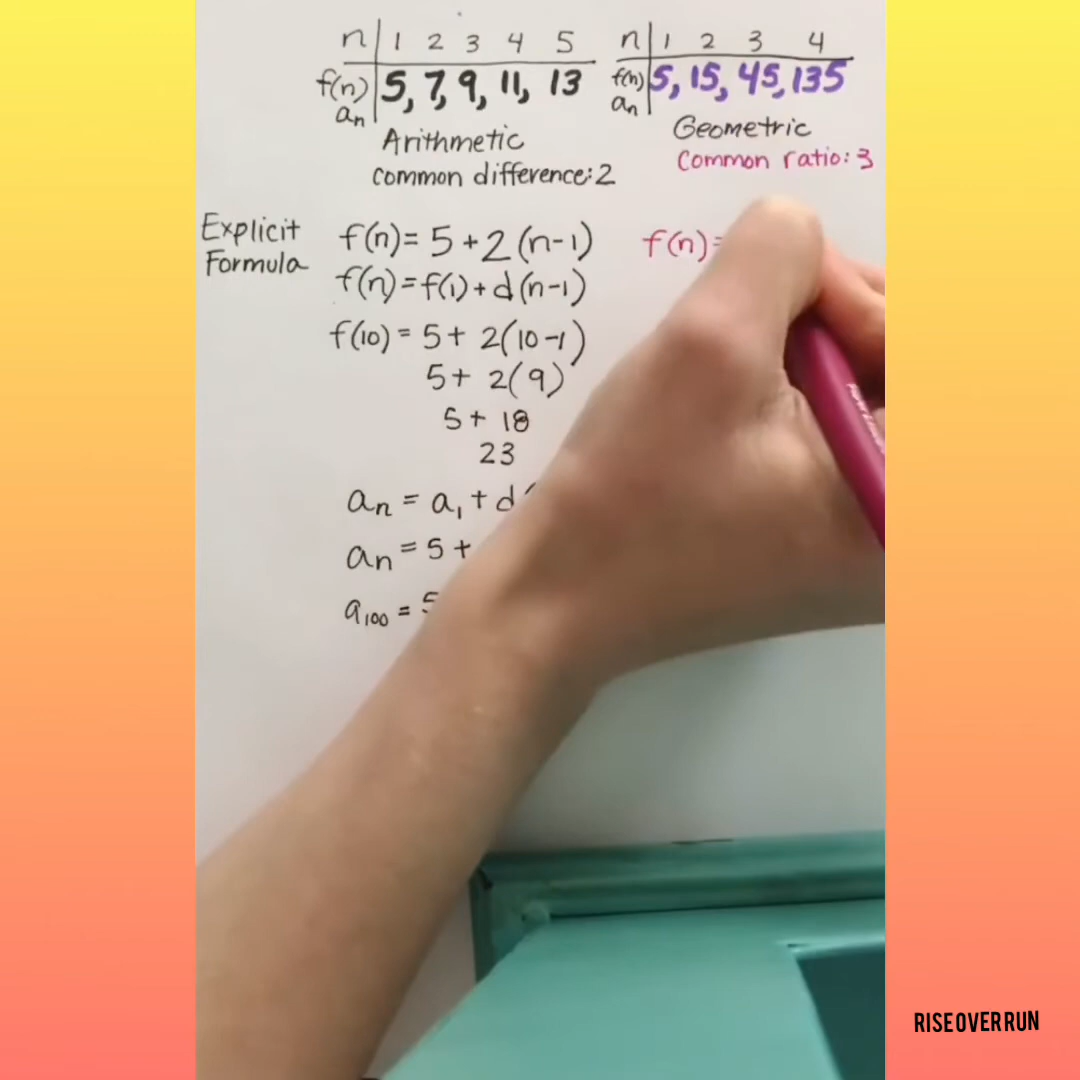 n 1 2 3 4 5
f(n) 5, 7, 9, 11, 13
an
Arithmetic
common difference: 2
n 1 2 3 4
f(n) 5, 15, 45, 135
an
Geometric
Common ratio: 3
Explicit
Formula
f(n) = 5 + 2 (n-1)
f(n) = f(1) + d (n-1)
f(10) = 5 + 2(10-1)
5 + 2(9)
5 + 18
23
an = a1 + d
an = 5 +
a100 = 5
f(n) =
RISE OVER RUN